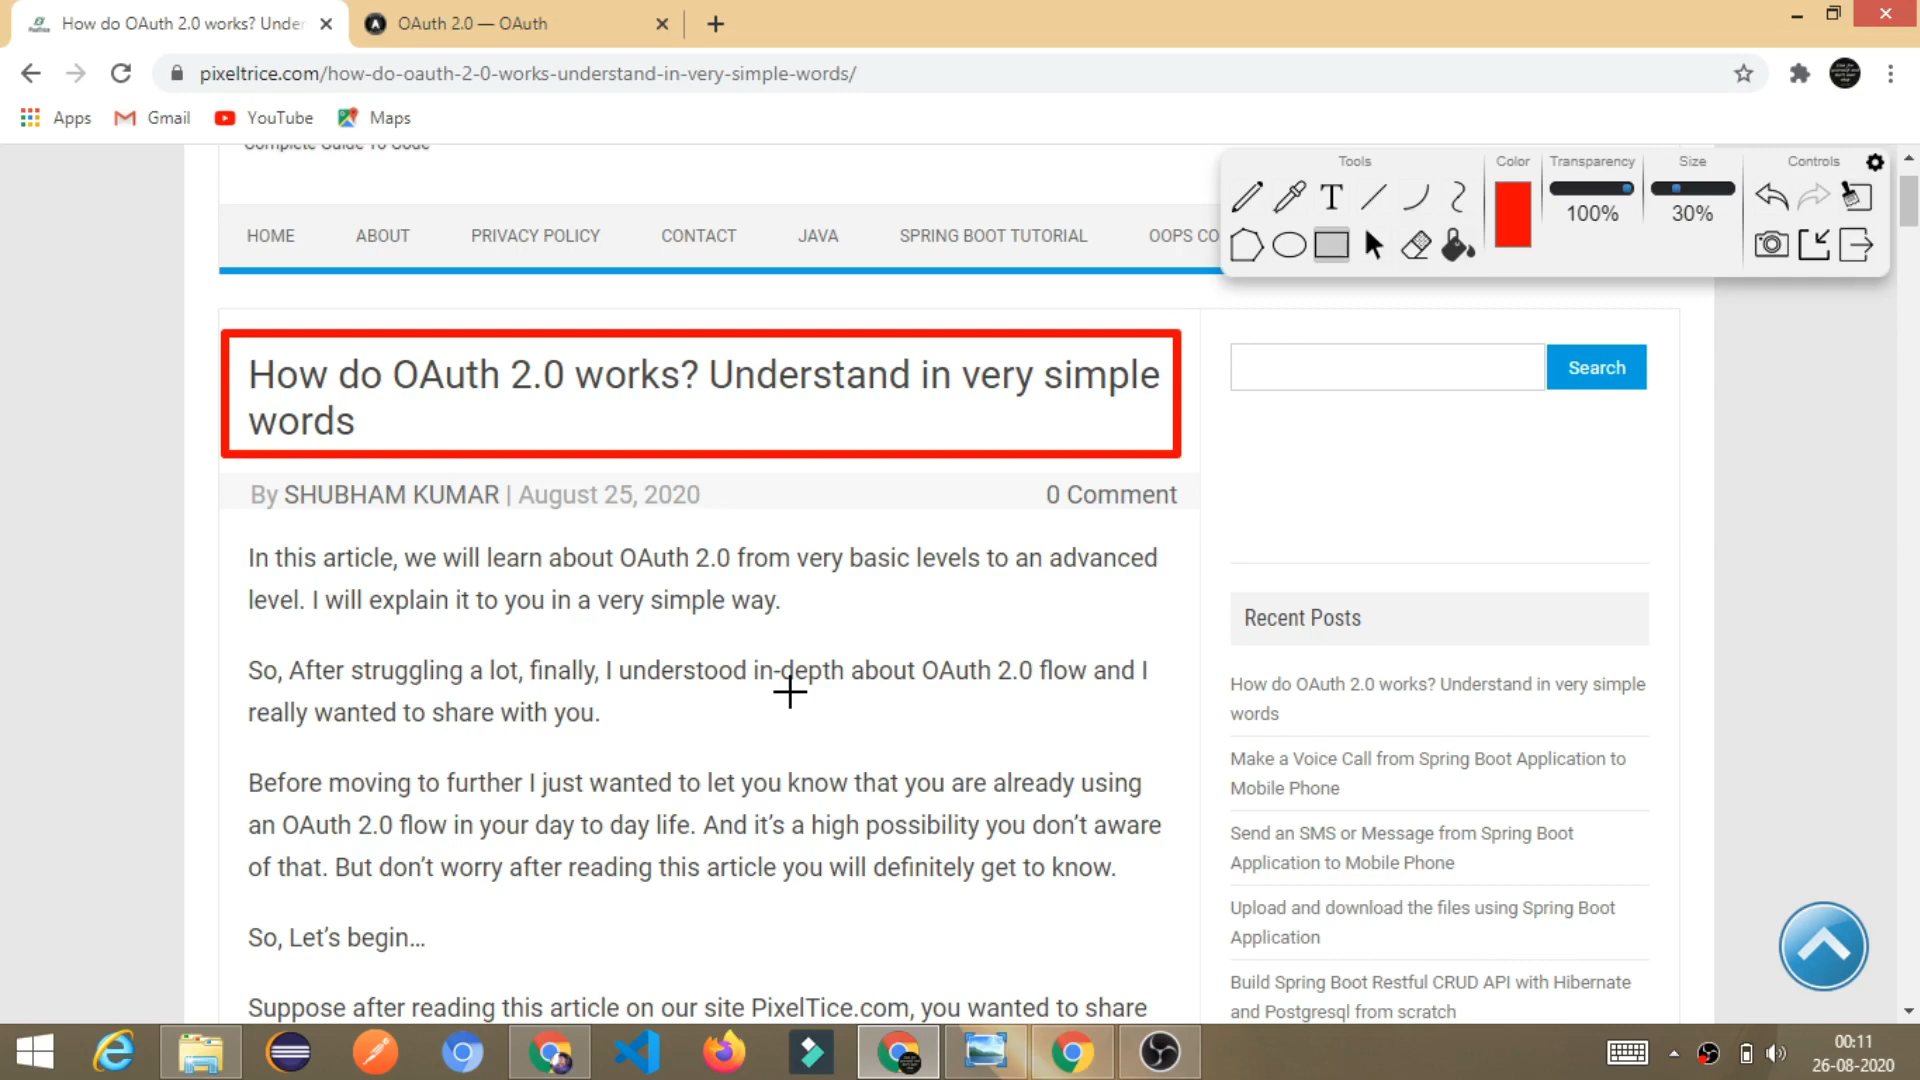 How do OAuth 2.0 works? Under
OAuth 2.0 — OAuth
pixeltrice.com/how-do-oauth-2-0-works-understand-in-very-simple-words/
Apps Gmail YouTube Maps
Complete Guide To Code
Tools Color Transparency Size Controls
100% 30%
HOME ABOUT PRIVACY POLICY CONTACT JAVA SPRING BOOT TUTORIAL OOPS CO
How do OAuth 2.0 works? Understand in very simple
words
Search
By SHUBHAM KUMAR | August 25, 2020 0 Comment
In this article, we will learn about OAuth 2.0 from very basic levels to an advanced
level. I will explain it to you in a very simple way.
So, After struggling a lot, finally, I understood in-depth about OAuth 2.0 flow and I
really wanted to share with you.
Before moving to further I just wanted to let you know that you are already using
an OAuth 2.0 flow in your day to day life. And it's a high possibility you don't aware
of that. But don't worry after reading this article you will definitely get to know.
So, Let's begin...
Suppose after reading this article on our site PixelTice.com, you wanted to share
Recent Posts
How do OAuth 2.0 works? Understand in very simple
words
Make a Voice Call from Spring Boot Application to
Mobile Phone
Send an SMS or Message from Spring Boot
Application to Mobile Phone
Upload and download the files using Spring Boot
Application
Build Spring Boot Restful CRUD API with Hibernate
and Postgresql from scratch
00:11
26-08-2020